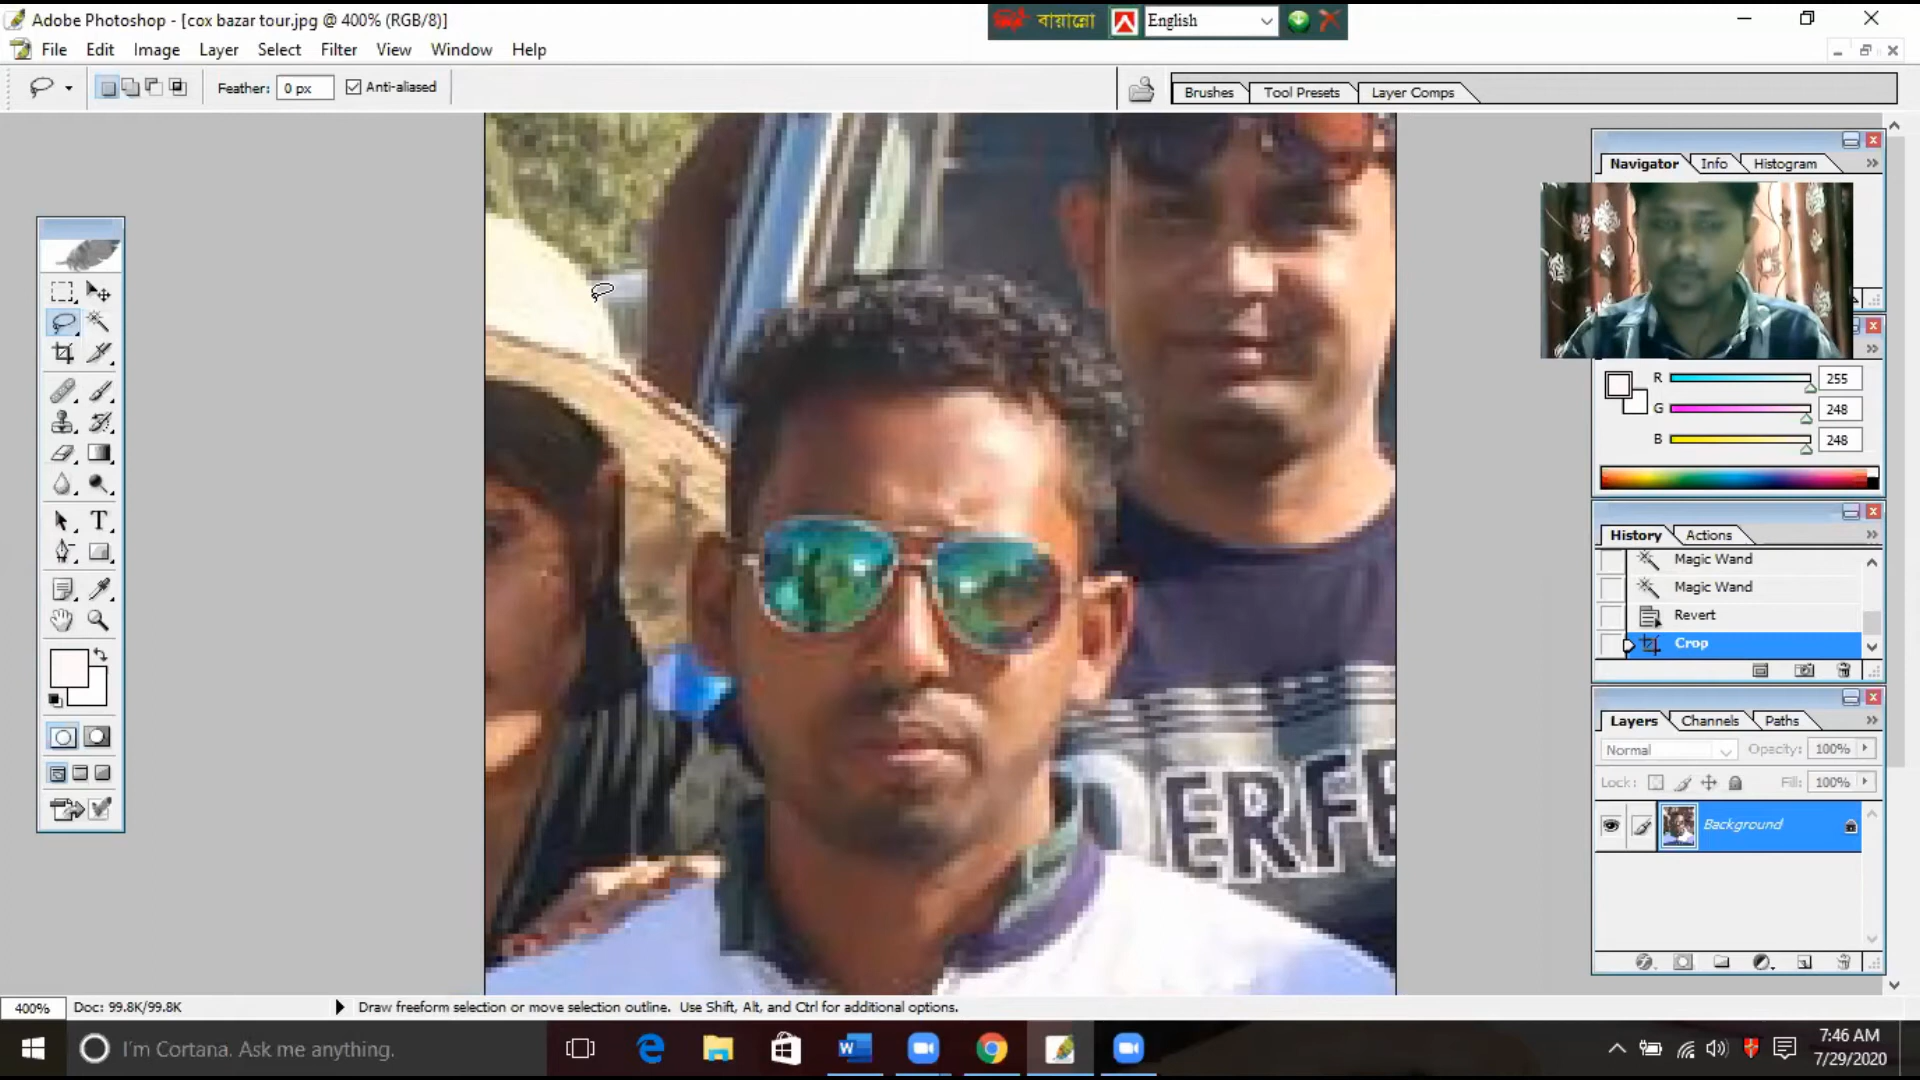 Adobe Photoshop - [cox bazar tour.jpg @ 400% (RGB/8)]
বায়ান্নো
English
File Edit Image Layer Select Filter View Window Help
Feather: 0 px Anti-aliased
Brushes Tool Presets Layer Comps
Navigator Info Histogram
R 255
G 248
B 248
History Actions
Magic Wand
Magic Wand
Revert
Crop
Layers Channels Paths
Normal Opacity: 100%
Lock: Fill: 100%
Background
T
ERFE
400% Doc: 99.8K/99.8K Draw freeform selection or move selection outline. Use Shift, Alt, and Ctrl for additional options.
I'm Cortana. Ask me anything.
7:46 AM
7/29/2020